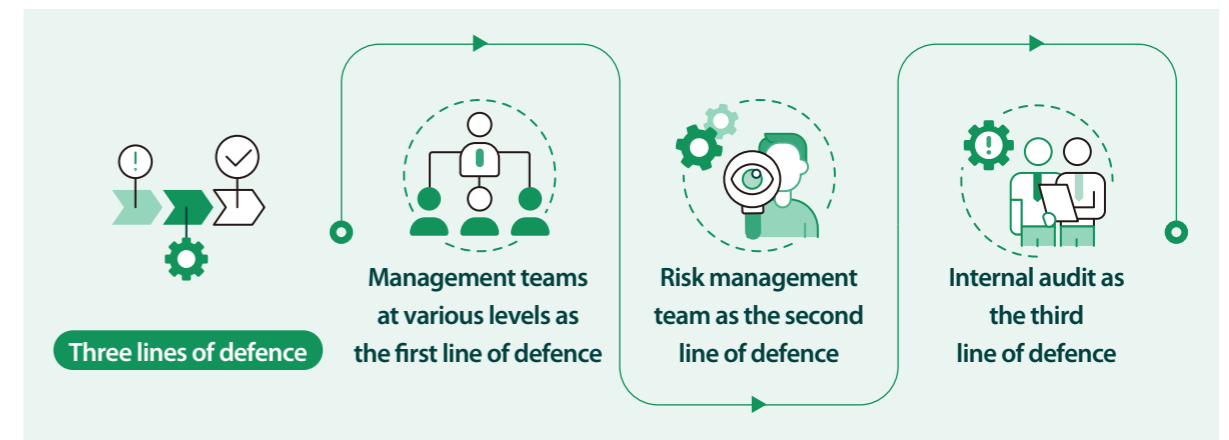 Three lines of defence
Management teams
at various levels as
the first line of defence
Risk management
team as the second
line of defence
Internal audit as
the third
line of defence